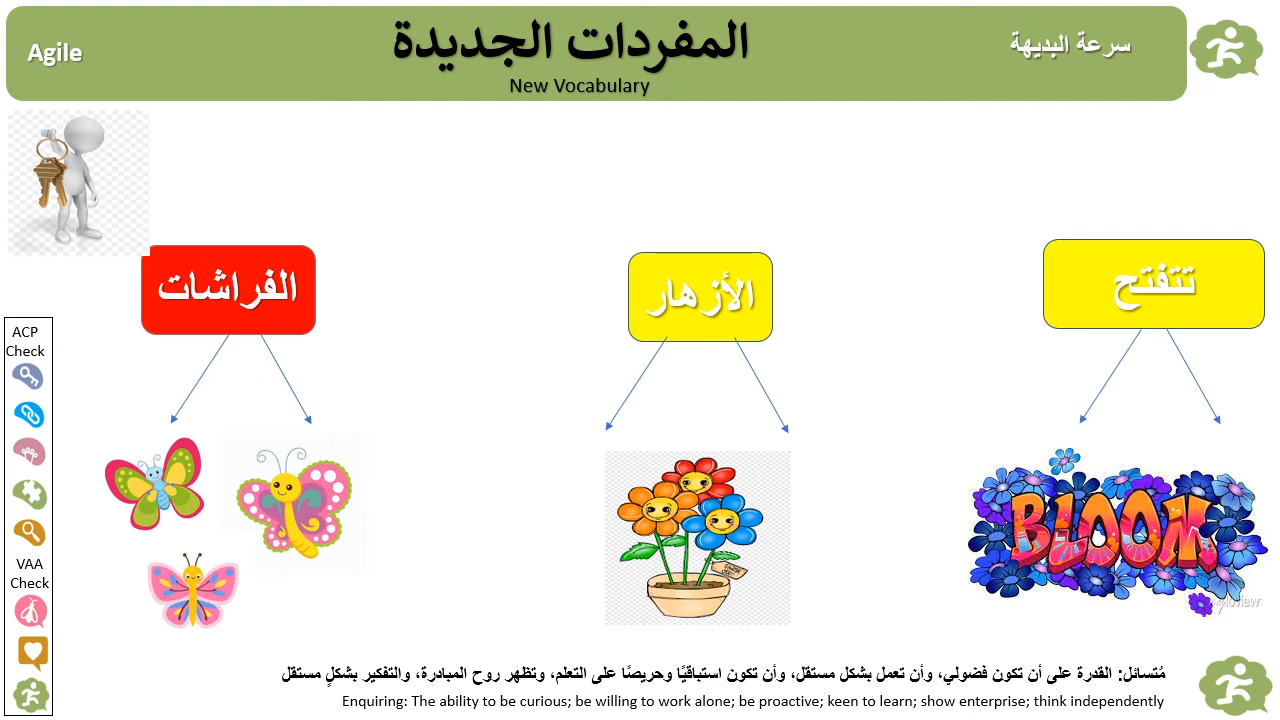 Agile
المفردات الجديدة
سرعة البديهة
New Vocabulary
تتفتح
الأزهار
الفراشات
ACP
Check
VAA
Check
BLOOM
مُتسائل: القدرة على أن تكون فضولي، وأن تعمل بشكل مستقل، وأن تكون استباقيًا وحريصًا على التعلم، وتظهر روح المبادرة، والتفكير بشكلٍ مستقل
Enquiring: The ability to be curious; be willing to work alone; be proactive; keen to learn; show enterprise; think independently